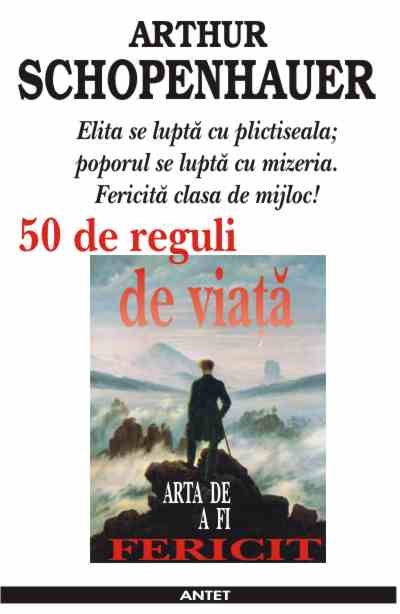 ARTHUR
SCHOPENHAUER
Elita se luptă cu plictiseala;
poporul se luptă cu mizeria.
Fericită clasa de mijloc!
50 de reguli
de viață
ARTA DE
A FI
FERICIT
ANTET